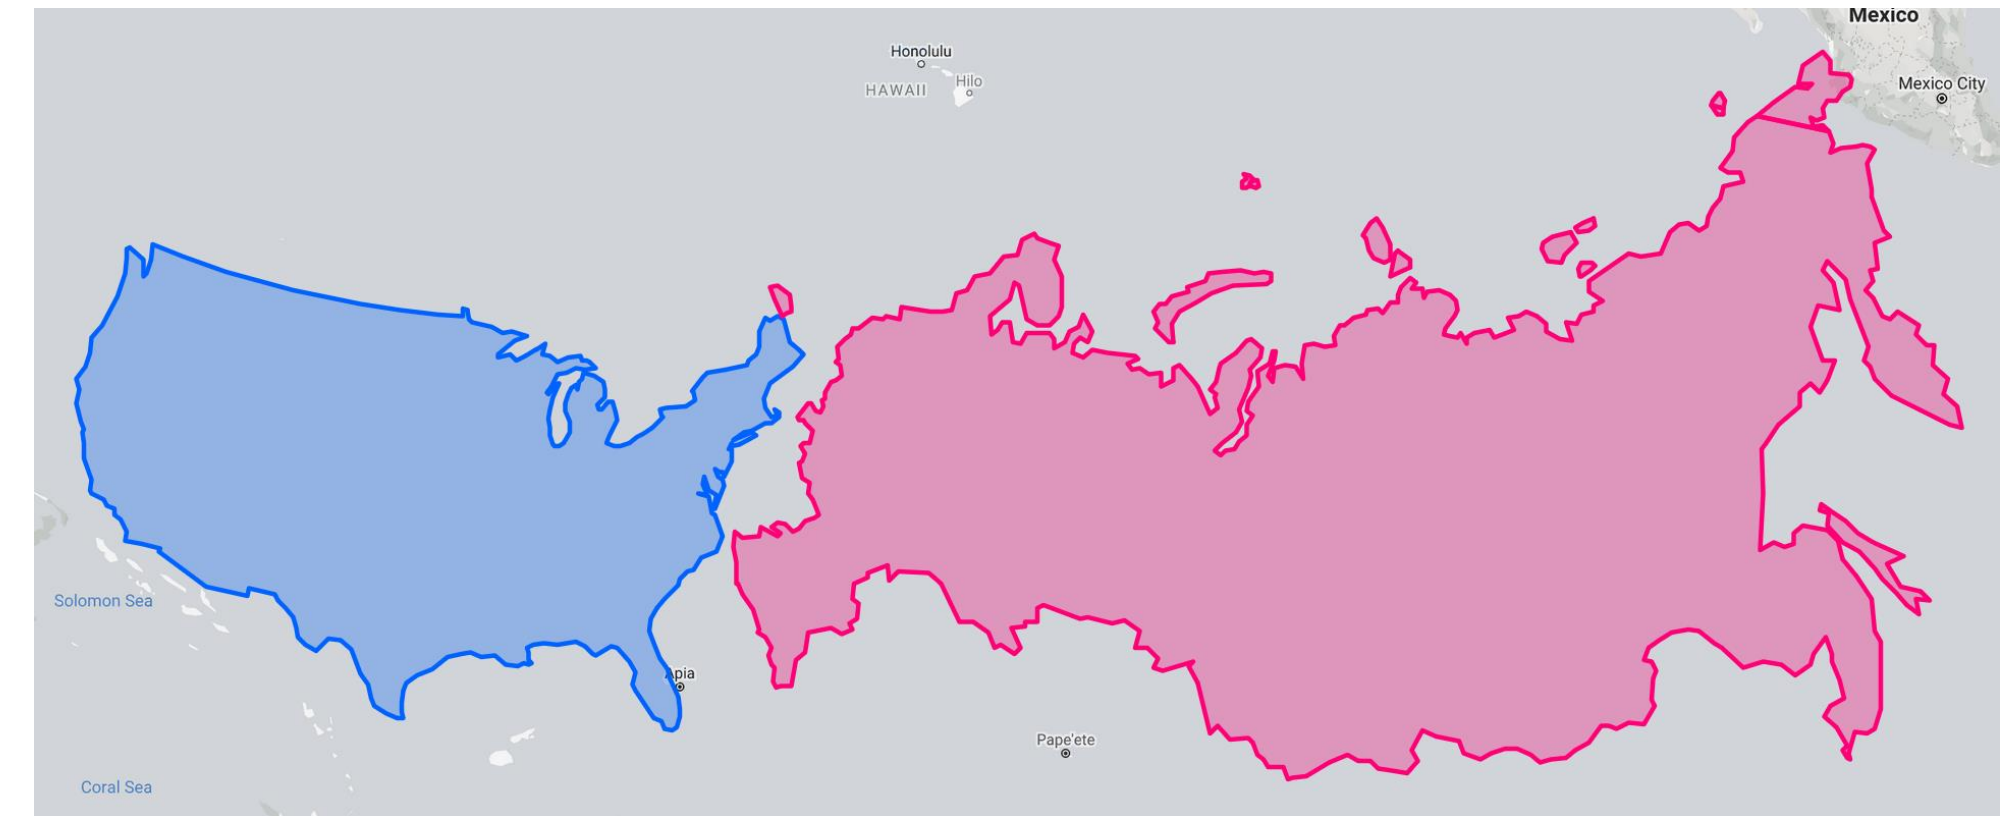 Mexico
Honolulu
Hilo
HAWAII
Mexico City
Solomon Sea
Apia
Pape'ete
Coral Sea